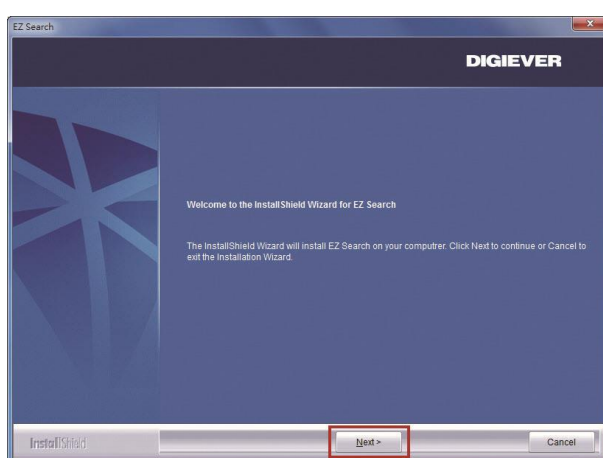 EZ Search
DIGIEVER
Welcome to the InstallShield Wizard for EZ Search
The InstallShield Wizard will install EZ Search on your computrer. Click Next to continue or Cancel to
exit the Installation Wizard.
InstallShield
Next >
Cancel